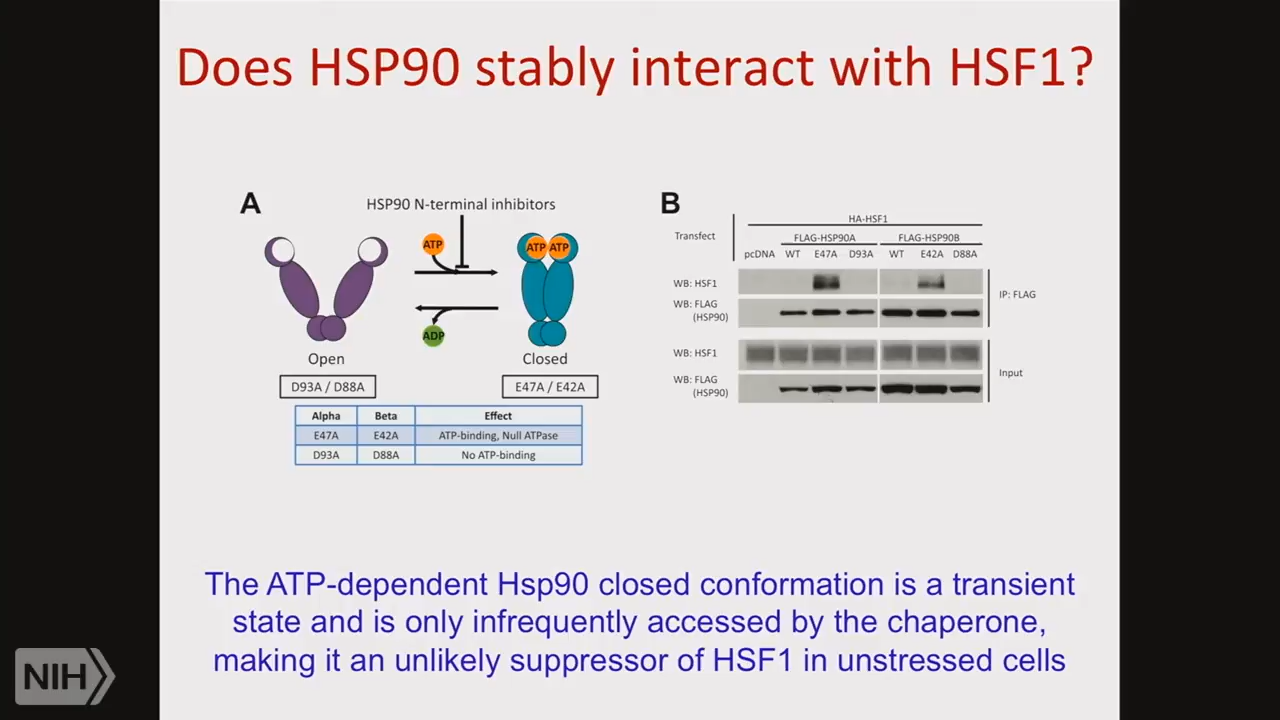 Does HSP90 stably interact with HSF1?
A
HSP90 N-terminal inhibitors
ATP
ATP ATP
ADP
Open
Closed
D93A / D88A
E47A / E42A
Alpha Beta Effect
E47A E42A ATP-binding, Null ATPase
D93A D88A No ATP-binding
B
HA-HSF1
Transfect
FLAG-HSP90A FLAG-HSP90B
pcDNA WT E47A D93A WT E42A D88A
WB: HSF1
WB: FLAG
(HSP90)
IP: FLAG
WB: HSF1
WB: FLAG
(HSP90)
Input
The ATP-dependent Hsp90 closed conformation is a transient
state and is only infrequently accessed by the chaperone,
making it an unlikely suppressor of HSF1 in unstressed cells
NIH